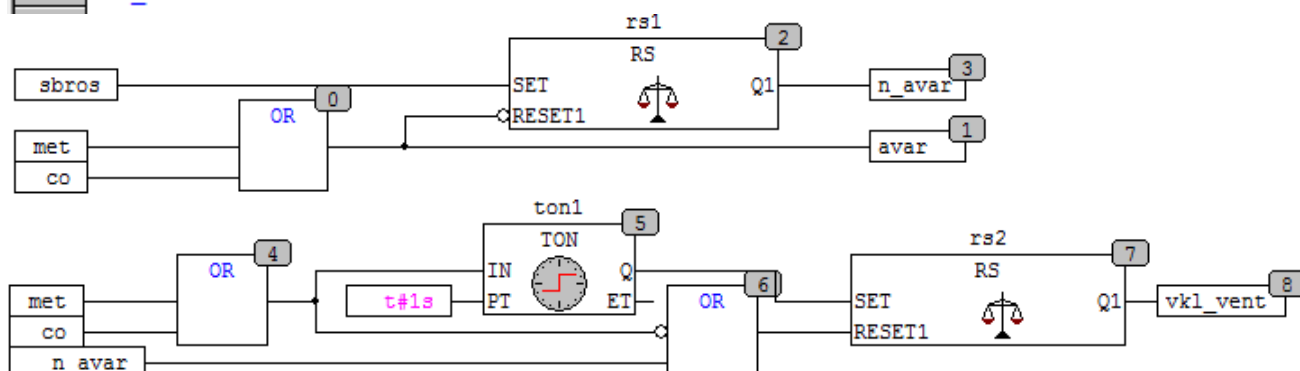 rs1
2
RS
sbros
SET
Q1
3
n_avar
0
OR
RESET1
met
1
avar
co
ton1
5
TON
4
OR
IN
Q
6
met
t#1s
PT
ET
OR
co
n_avar
rs2
7
RS
SET
Q1
8
vkl_vent
RESET1